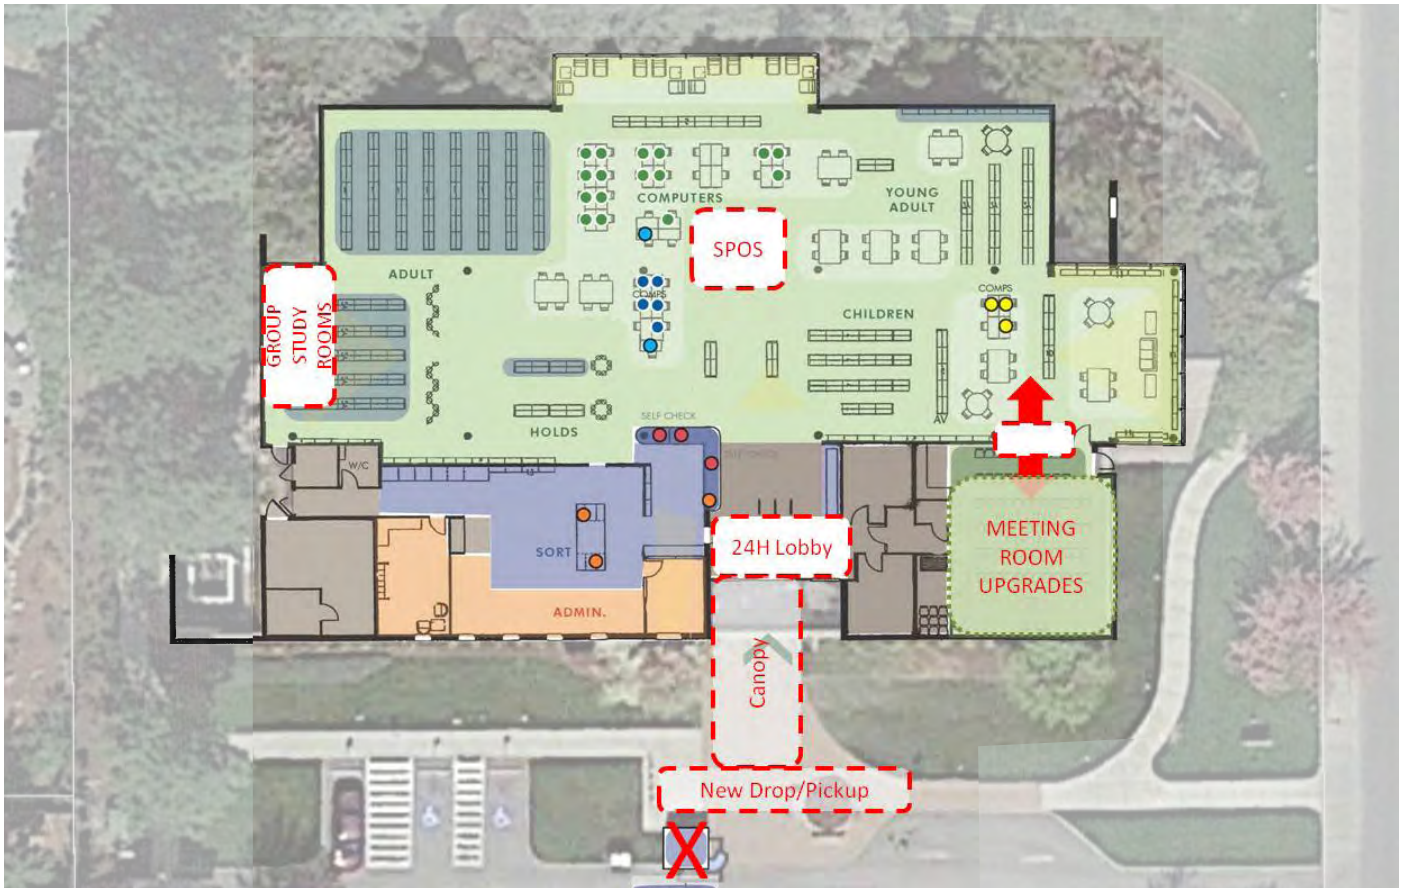 COMPUTERS
YOUNG
ADULT
SPOS
ADULT
GROUP
STUDY
ROOMS
COMPS
COMPS
CHILDREN
SELF CHECK
HOLDS
AV
W/C
SORT
24H Lobby
MEETING
ROOM
UPGRADES
ADMIN.
Canopy
New Drop/Pickup
X